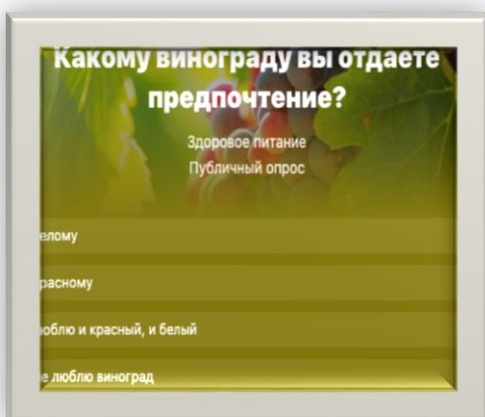 Какому винограду вы отдаете
предпочтение?
Здоровое питание
Публичный опрос
елому
расному
юблю и красный, и белый
е люблю виноград